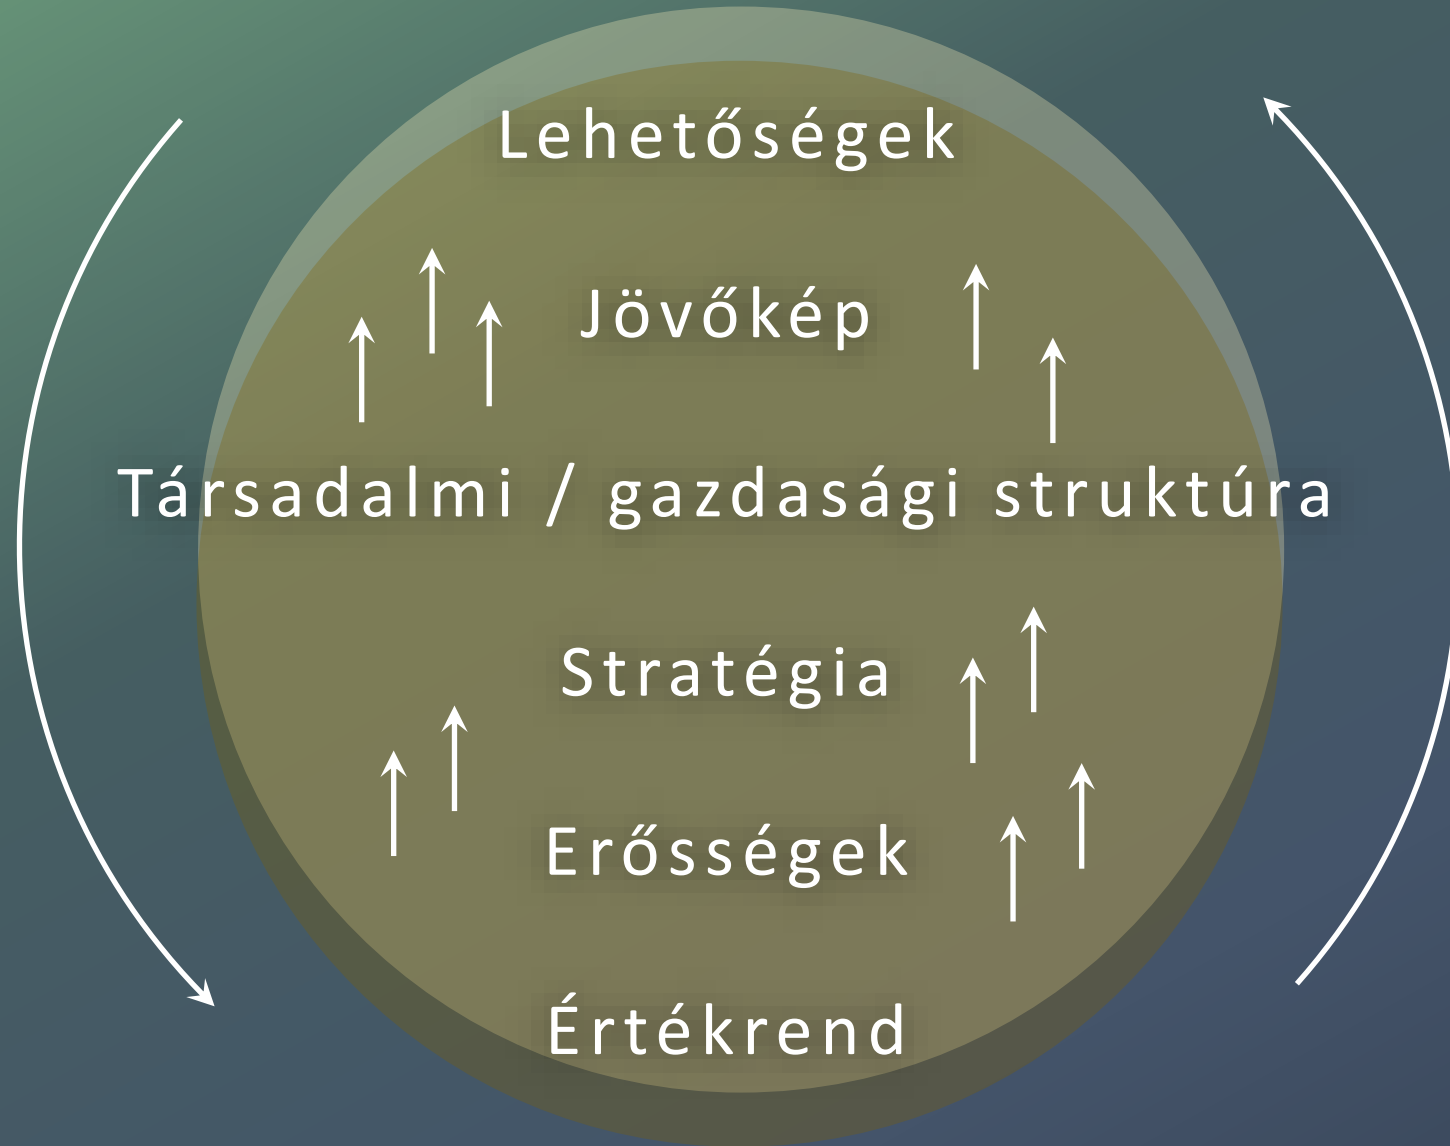 Lehetőségek
Jövőkép
Társadalmi / gazdasági struktúra
Stratégia
Erősségek
Értékrend